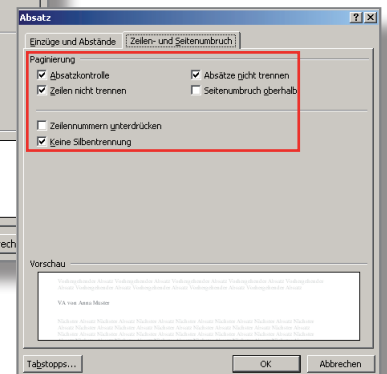 Absatz
Einzüge und Abstände Zeilen- und Seitenumbruch
Paginierung
Absatzkontrolle Absätze nicht trennen
Zeilen nicht trennen Seitenumbruch oberhalb
Zeilennummern unterdrücken
Keine Silbentrennung
rech
Vorschau
VA von Anna Muster
Tabstopps... OK Abbrechen